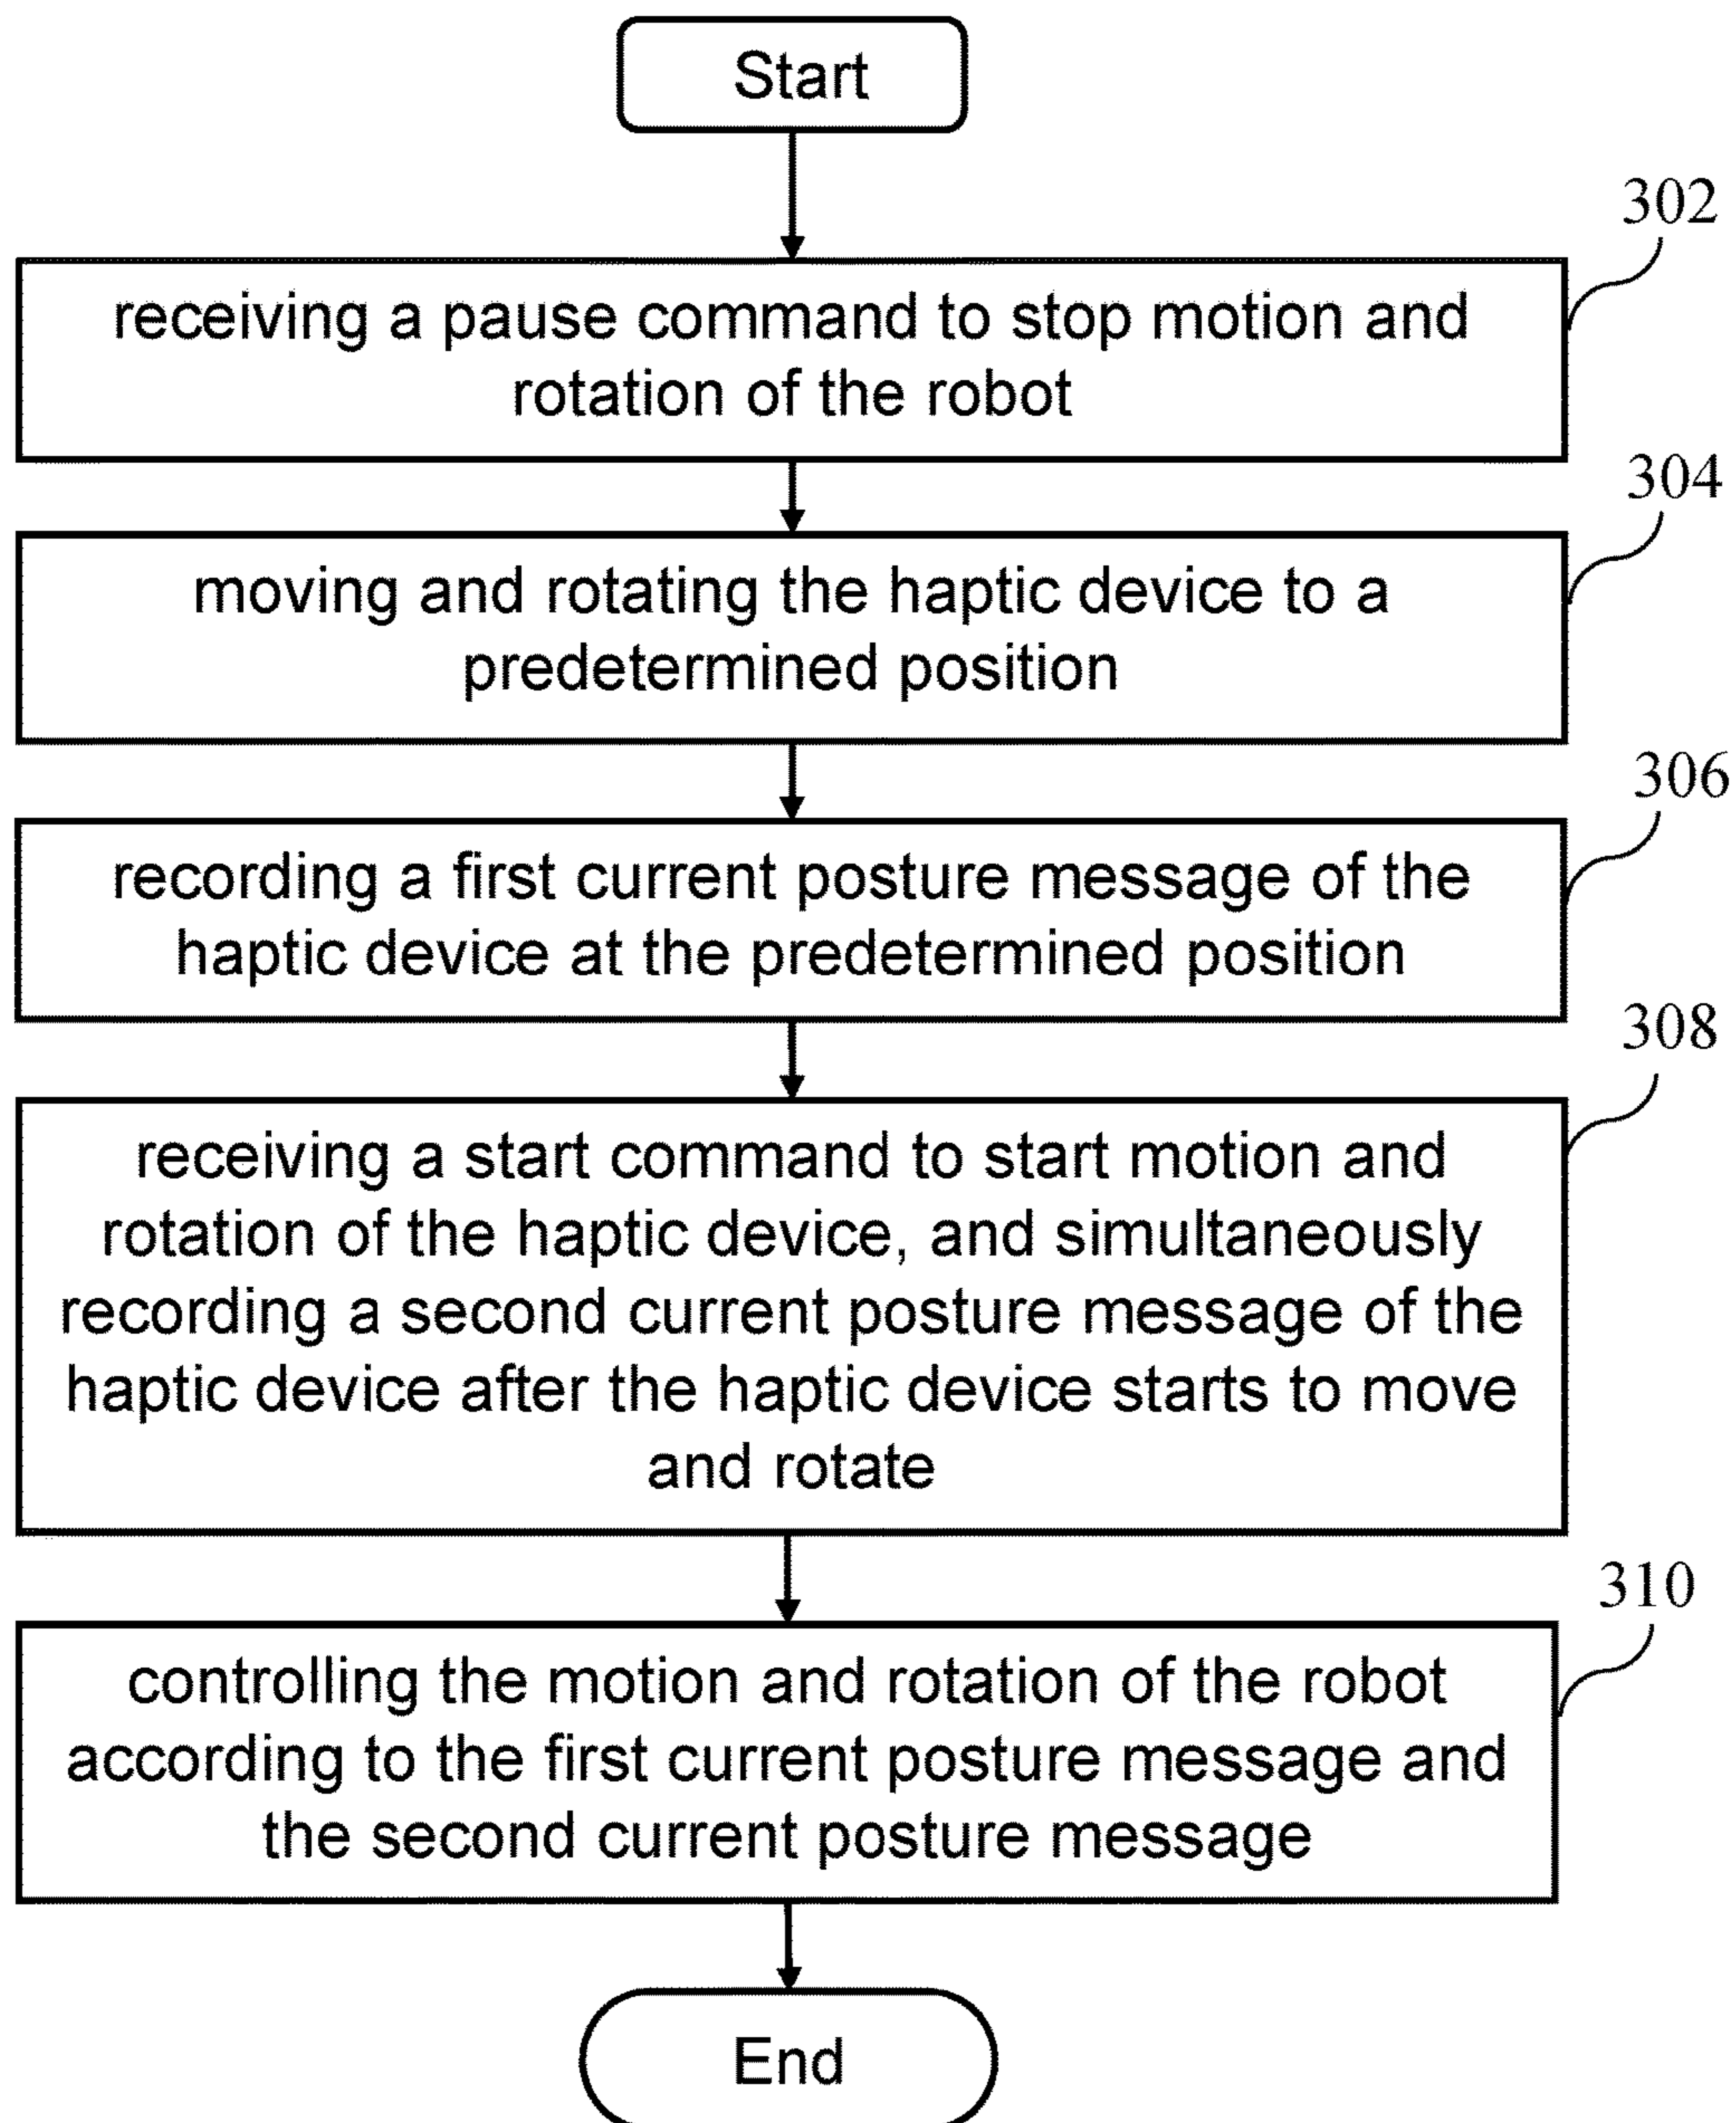 Start
302
receiving a pause command to stop motion and
rotation of the robot
304
moving and rotating the haptic device to a
predetermined position
306
recording a first current posture message of the
haptic device at the predetermined position
308
receiving a start command to start motion and
rotation of the haptic device, and simultaneously
recording a second current posture message of the
haptic device after the haptic device starts to move
and rotate
310
controlling the motion and rotation of the robot
according to the first current posture message and
the second current posture message
End